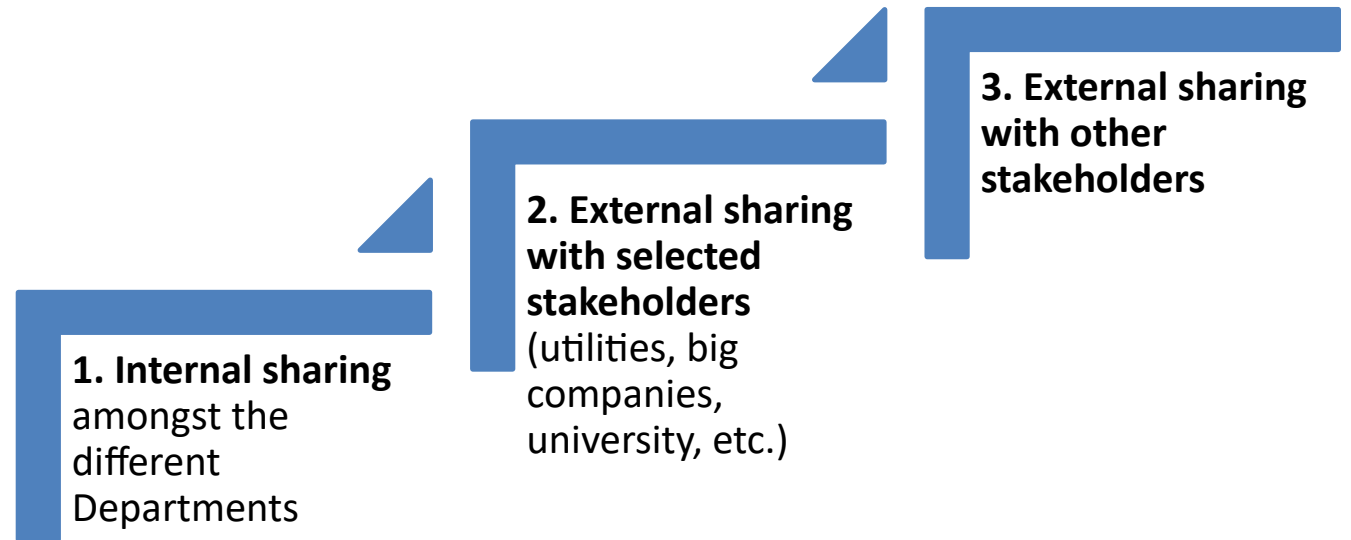 1. Internal sharing
amongst the
different
Departments
2. External sharing
with selected
stakeholders
(utilities, big
companies,
university, etc.)
3. External sharing
with other
stakeholders